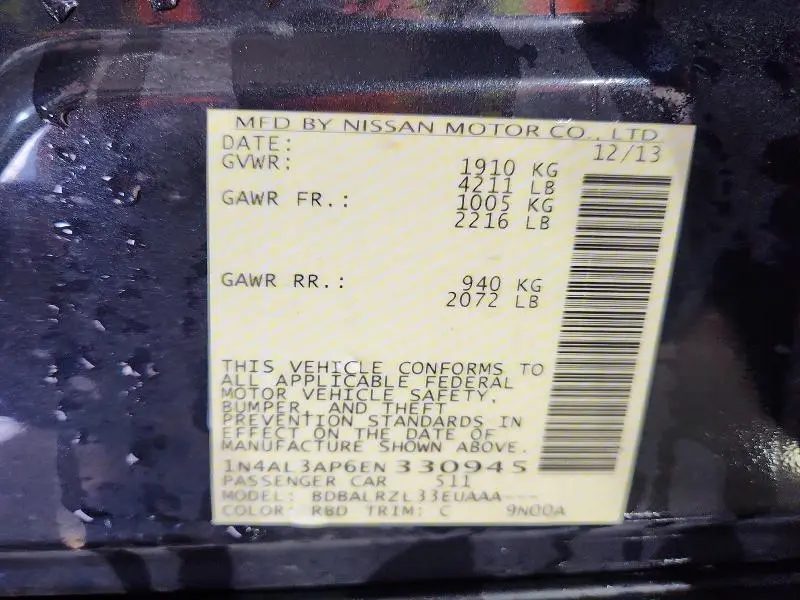 MFD BY NISSAN MOTOR CO., LTD.
DATE: 12/13
GVWR: 1910 KG
4211 LB
GAWR FR.: 1005 KG
2216 LB
GAWR RR.: 940 KG
2072 LB
THIS VEHICLE CONFORMS TO
ALL APPLICABLE FEDERAL
MOTOR VEHICLE SAFETY,
BUMPER, AND THEFT
PREVENTION STANDARDS IN
EFFECT ON THE DATE OF
MANUFACTURE SHOWN ABOVE.
1N4AL3AP6EN 330945
PASSENGER CAR 511
MODEL: BDBALRZL33EUAAA---
COLOR: RBD TRIM: C 9N00A